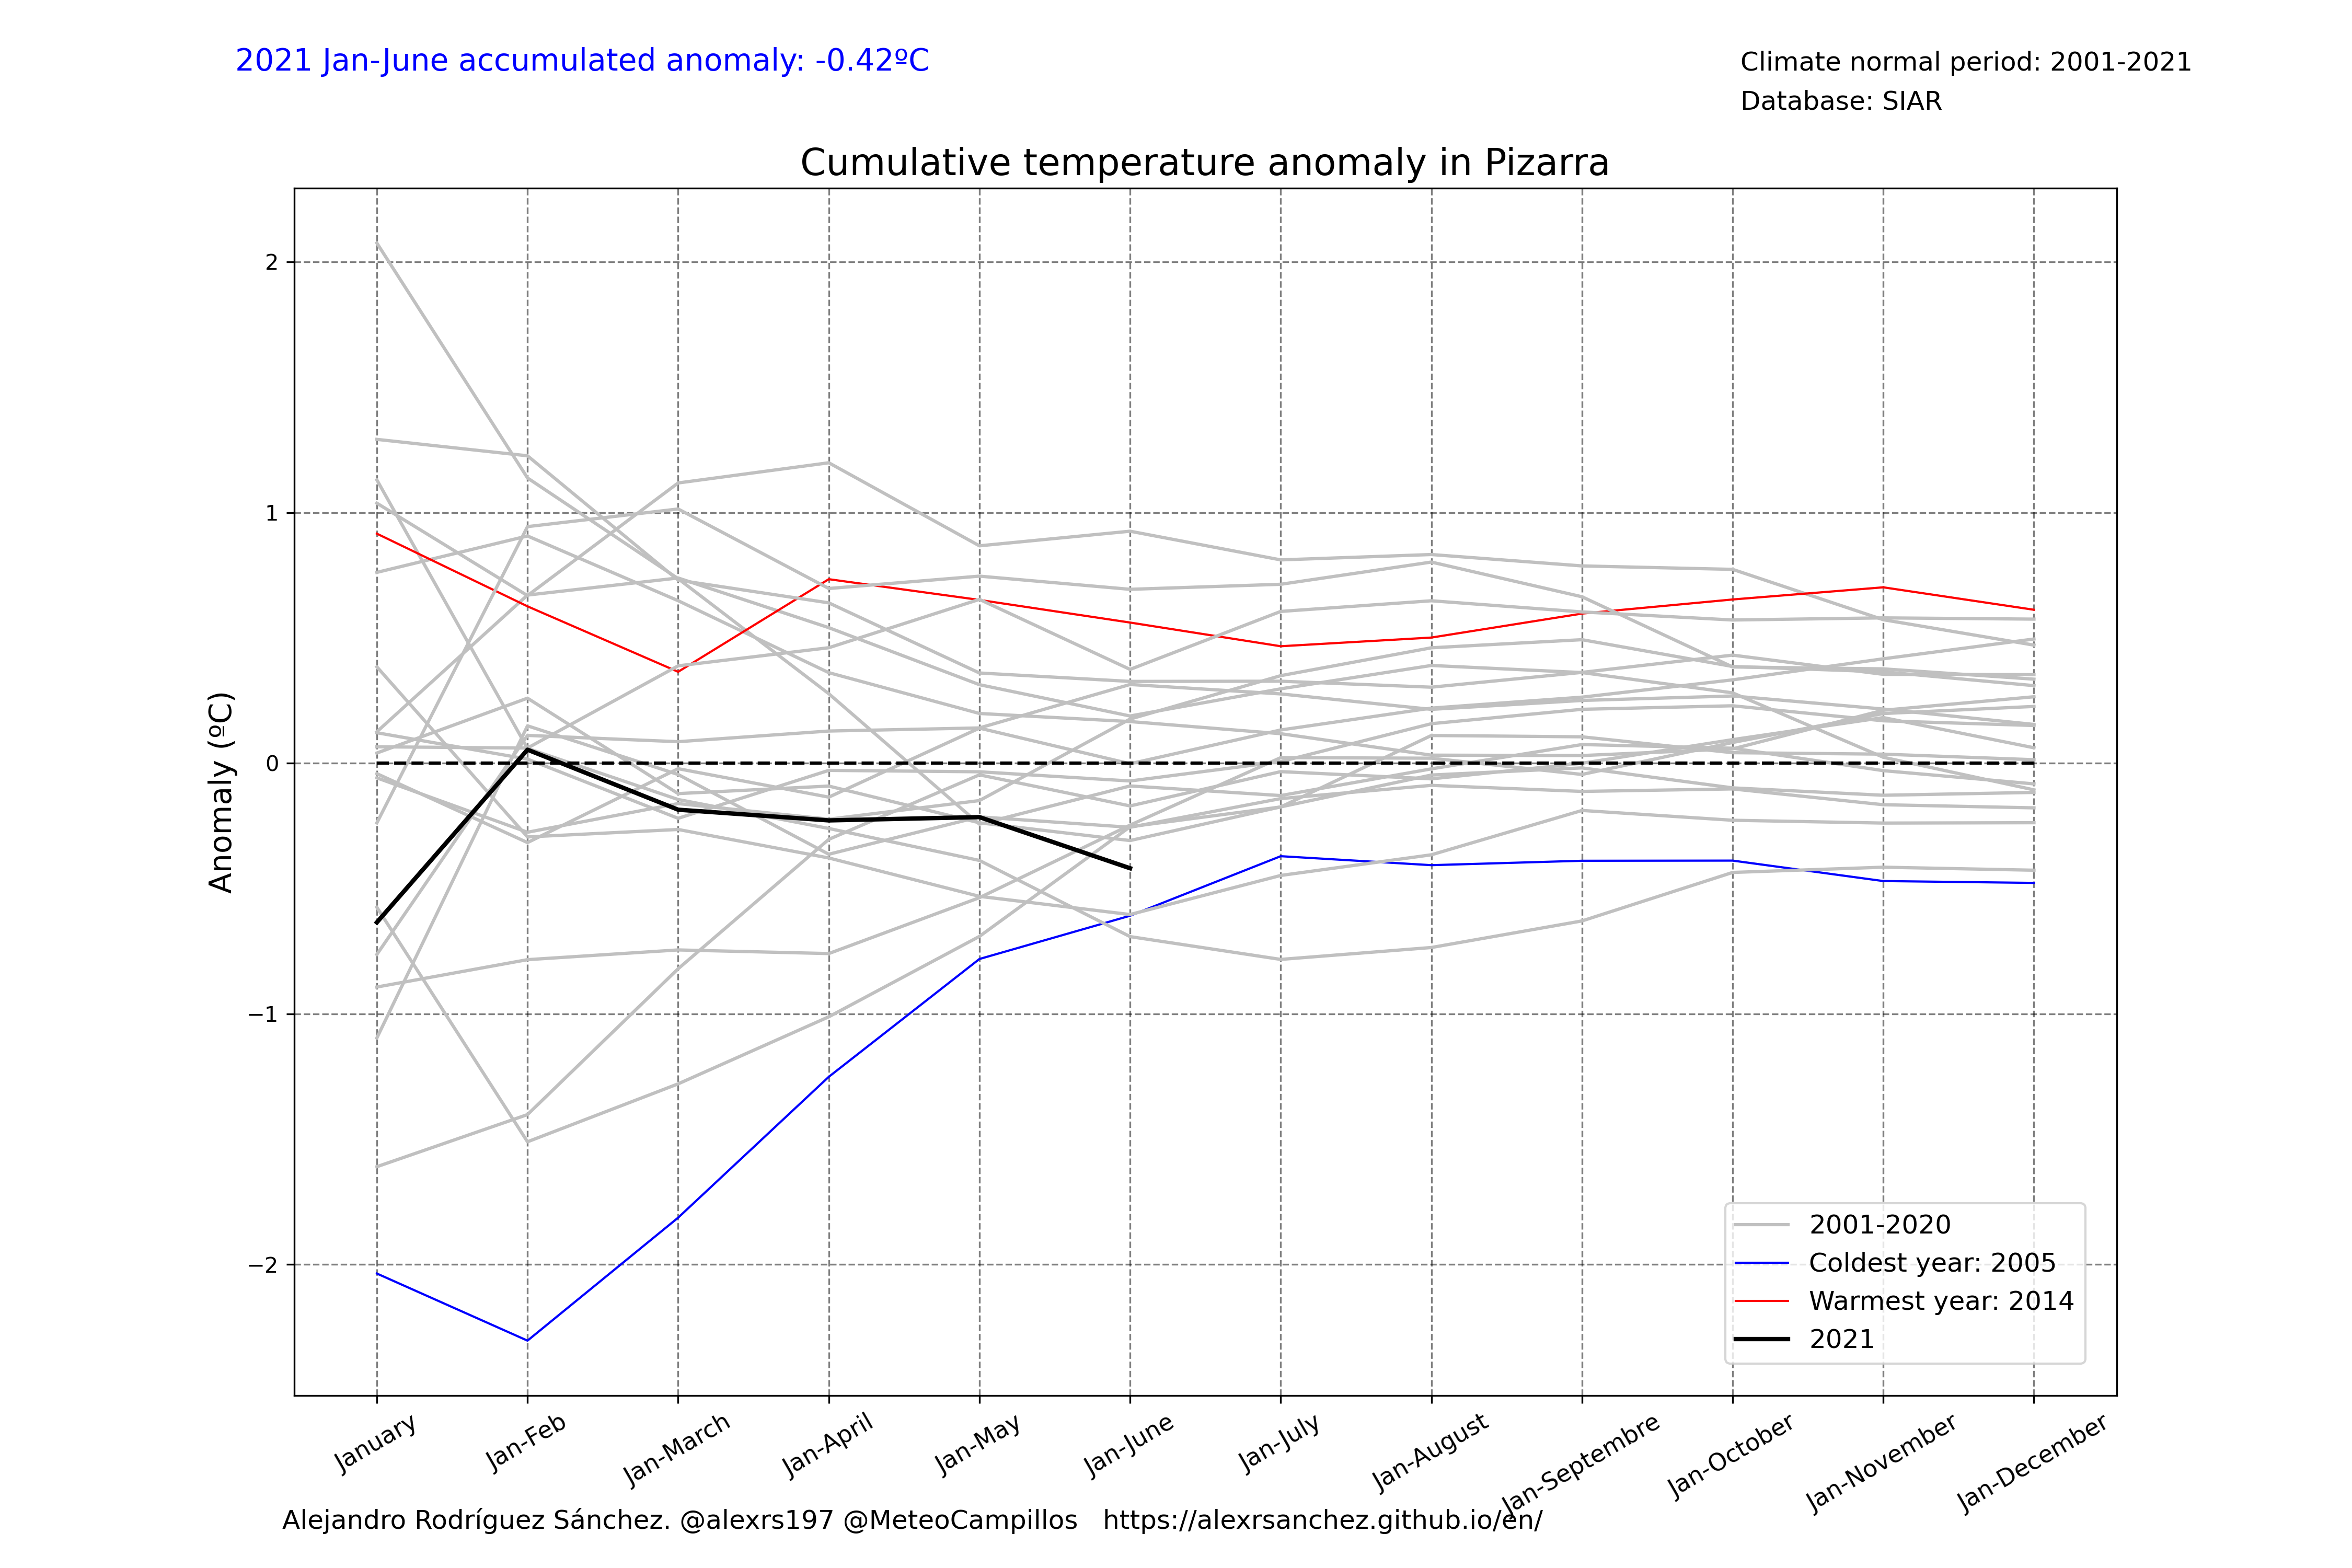 2021 Jan-June accumulated anomaly: -0.42ºC
Climate normal period: 2001-2021
Database: SIAR
Cumulative temperature anomaly in Pizarra
Anomaly (ºC)
2
1
0
−1
−2
2001-2020
Coldest year: 2005
Warmest year: 2014
2021
January
Jan-Feb
Jan-March
Jan-April
Jan-May
Jan-June
Jan-July
Jan-August
Jan-Septembre
Jan-October
Jan-November
Jan-December
Alejandro Rodríguez Sánchez. @alexrs197 @MeteoCampillos   https://alexrsanchez.github.io/en/